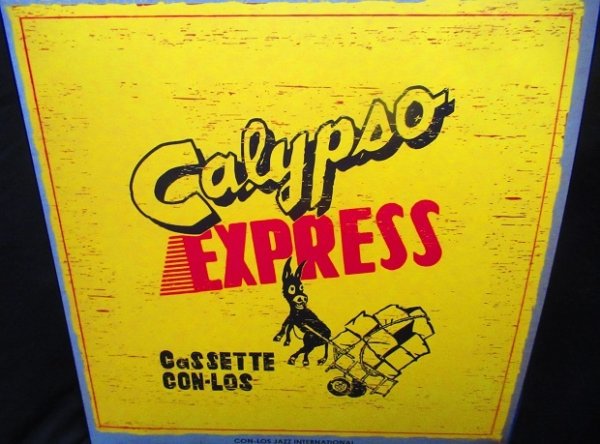 Calypso
EXPRESS
CaSSETTE
CON-LOS
CON-LOS JAZZ INTERNATIONAL